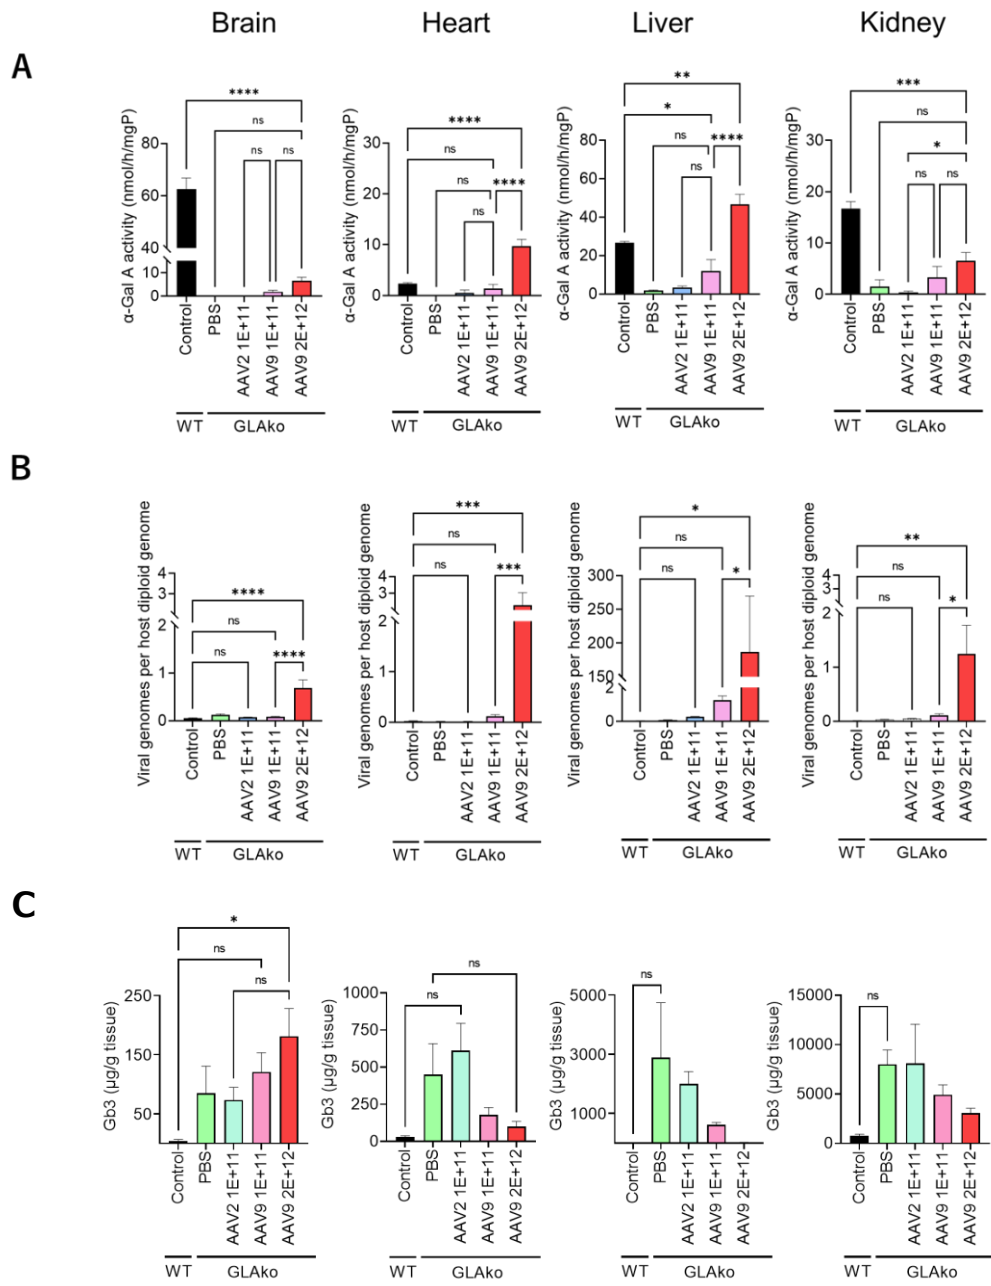 Brain Heart Liver Kidney
A
α-Gal A activity (nmol/h/mgP)
80
60
40
10
0
****
ns
ns ns
Control
PBS
AAV2 1E+11
AAV9 1E+11
AAV9 2E+12
WT GLAko
α-Gal A activity (nmol/h/mgP)
30
20
10
0
****
ns
ns ****
ns
Control
PBS
AAV2 1E+11
AAV9 1E+11
AAV9 2E+12
WT GLAko
α-Gal A activity (nmol/h/mgP)
80
60
40
20
0
**
*
ns ****
ns
Control
PBS
AAV2 1E+11
AAV9 1E+11
AAV9 2E+12
WT GLAko
α-Gal A activity (nmol/h/mgP)
30
20
10
0
***
ns
*
ns ns
Control
PBS
AAV2 1E+11
AAV9 1E+11
AAV9 2E+12
WT GLAko
B
Viral genomes per host diploid genome
4
3
2
1
0
****
ns
ns ****
Control
PBS
AAV2 1E+11
AAV9 1E+11
AAV9 2E+12
WT GLAko
Viral genomes per host diploid genome
4
3
2
1
0
***
ns
ns ***
Control
PBS
AAV2 1E+11
AAV9 1E+11
AAV9 2E+12
WT GLAko
Viral genomes per host diploid genome
300
250
200
150
2
0
*
ns
ns *
Control
PBS
AAV2 1E+11
AAV9 1E+11
AAV9 2E+12
WT GLAko
Viral genomes per host diploid genome
4
3
2
1
0
**
ns
ns *
Control
PBS
AAV2 1E+11
AAV9 1E+11
AAV9 2E+12
WT GLAko
C
Gb3 (μg/g tissue)
250
150
50
*
ns
ns
Control
PBS
AAV2 1E+11
AAV9 1E+11
AAV9 2E+12
WT GLAko
Gb3 (μg/g tissue)
1000
750
500
250
0
ns
ns
Control
PBS
AAV2 1E+11
AAV9 1E+11
AAV9 2E+12
WT GLAko
Gb3 (μg/g tissue)
5000
3000
1000
ns
Control
PBS
AAV2 1E+11
AAV9 1E+11
AAV9 2E+12
WT GLAko
Gb3 (μg/g tissue)
15000
10000
5000
0
ns
Control
PBS
AAV2 1E+11
AAV9 1E+11
AAV9 2E+12
WT GLAko